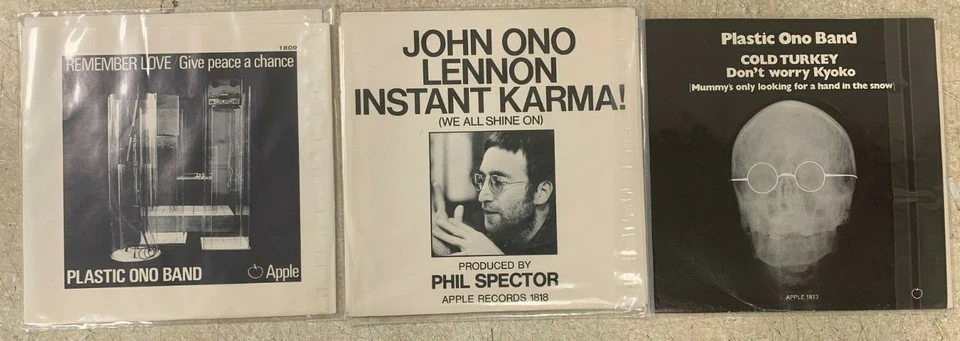 1809
REMEMBER LOVE/Give peace a chance
PLASTIC ONO BAND
Apple
JOHN ONO
LENNON
INSTANT KARMA!
(WE ALL SHINE ON)
PRODUCED BY
PHIL SPECTOR
APPLE RECORDS 1818
Plastic Ono Band
COLD TURKEY
Don't worry Kyoko
[Mummy's only looking for a hand in the snow]
APPLE 1813